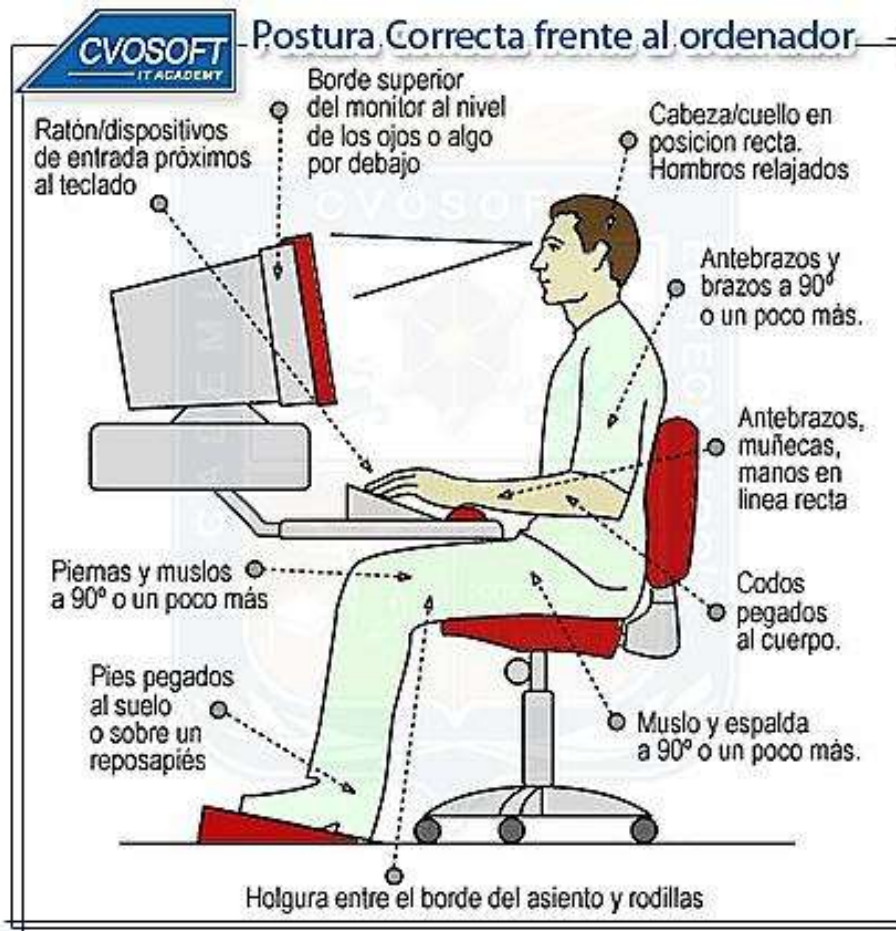 CVOSOFT
IT ACADEMY
Postura Correcta frente al ordenador
Ratón/dispositivos
de entrada próximos
al teclado
Borde superior
del monitor al nivel
de los ojos o algo
por debajo
Cabeza/cuello en
posicion recta.
Hombros relajados
Antebrazos y
brazos a 90º
o un poco más.
Antebrazos,
muñecas,
manos en
linea recta
Codos
pegados
al cuerpo.
Muslo y espalda
a 90º o un poco más.
Piernas y muslos
a 90º o un poco más
Pies pegados
al suelo
o sobre un
reposapiés
Holgura entre el borde del asiento y rodillas
CVOSOFT